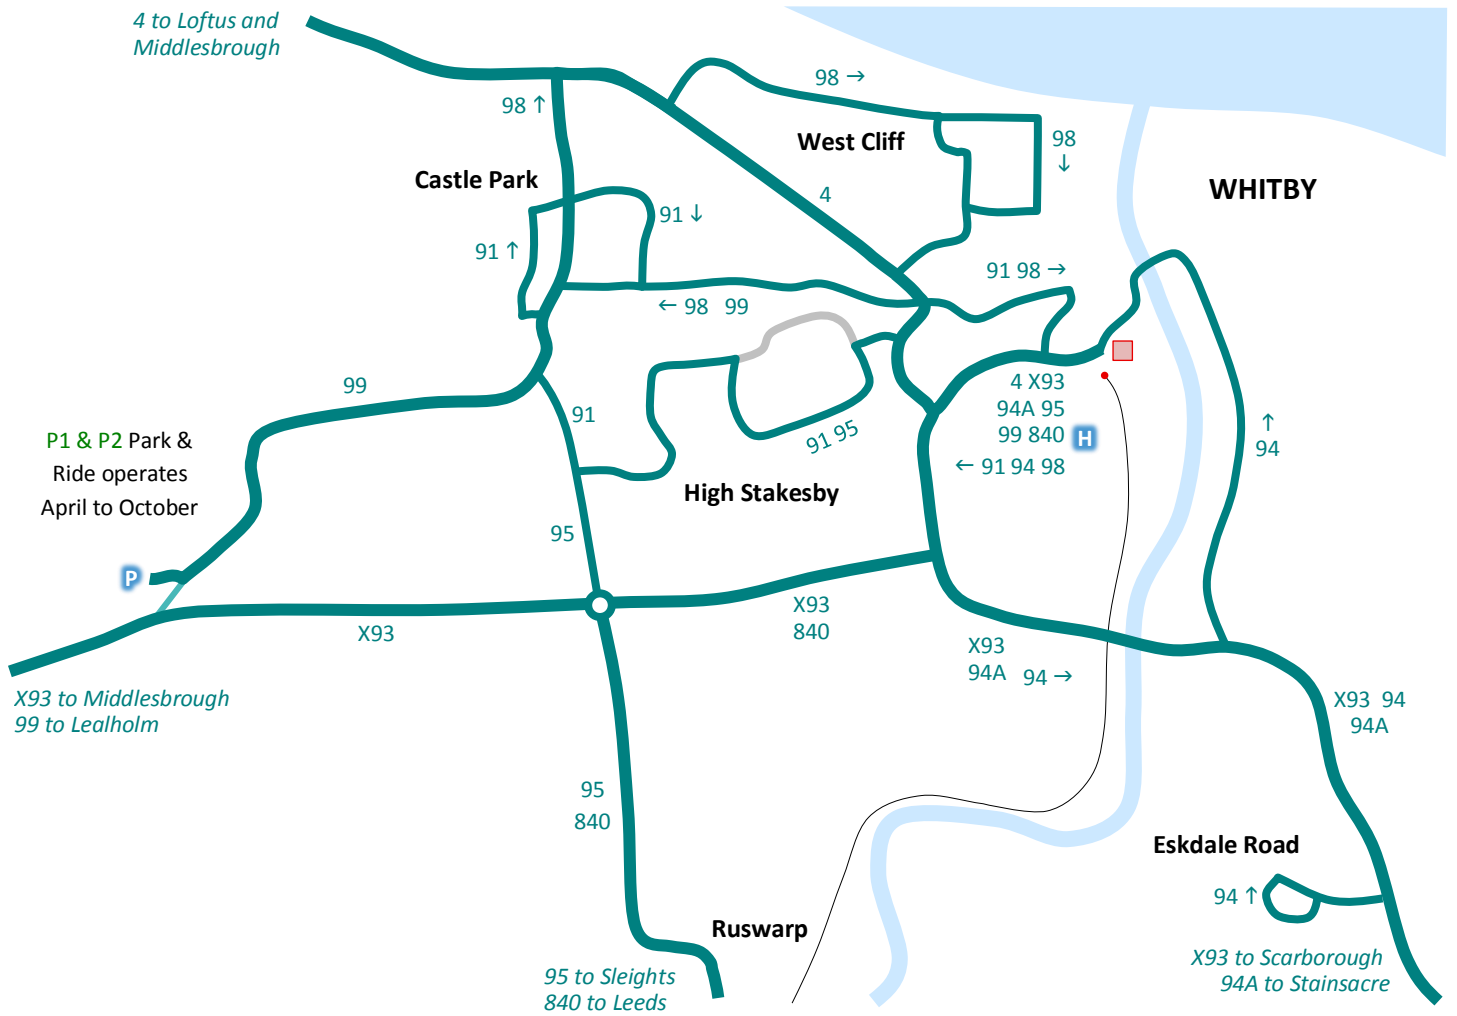 4 to Loftus and
Middlesbrough
98 ↑
98 →
West Cliff
98
↓
Castle Park
WHITBY
4
91 ↓
91 ↑
91 98 →
← 98 99
99
4 X93
94A 95
99 840
H
← 91 94 98
91
91 95
↑
94
P1 & P2 Park &
Ride operates
April to October
High Stakesby
95
P
X93
X93
840
X93
94A 94 →
X93 to Middlesbrough
99 to Lealholm
X93 94
94A
95
840
Eskdale Road
94 ↑
Ruswarp
95 to Sleights
840 to Leeds
X93 to Scarborough
94A to Stainsacre